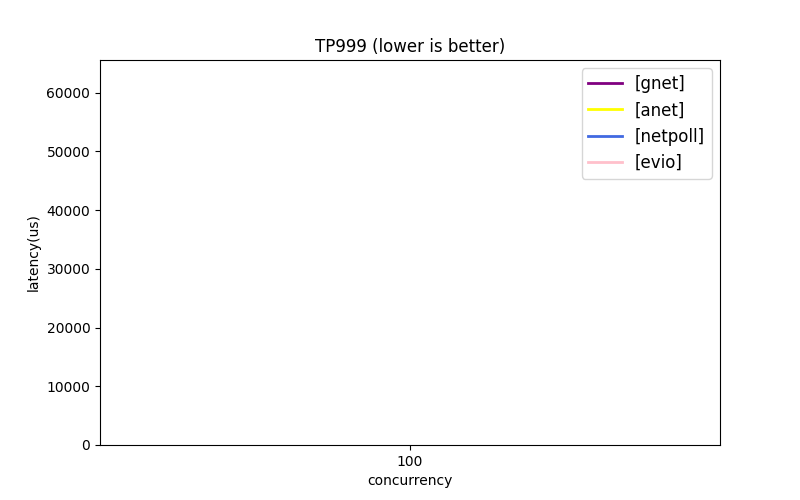 TP999 (lower is better)
[gnet]
[anet]
[netpoll]
[evio]
60000
50000
40000
30000
20000
10000
0
latency(us)
100
concurrency